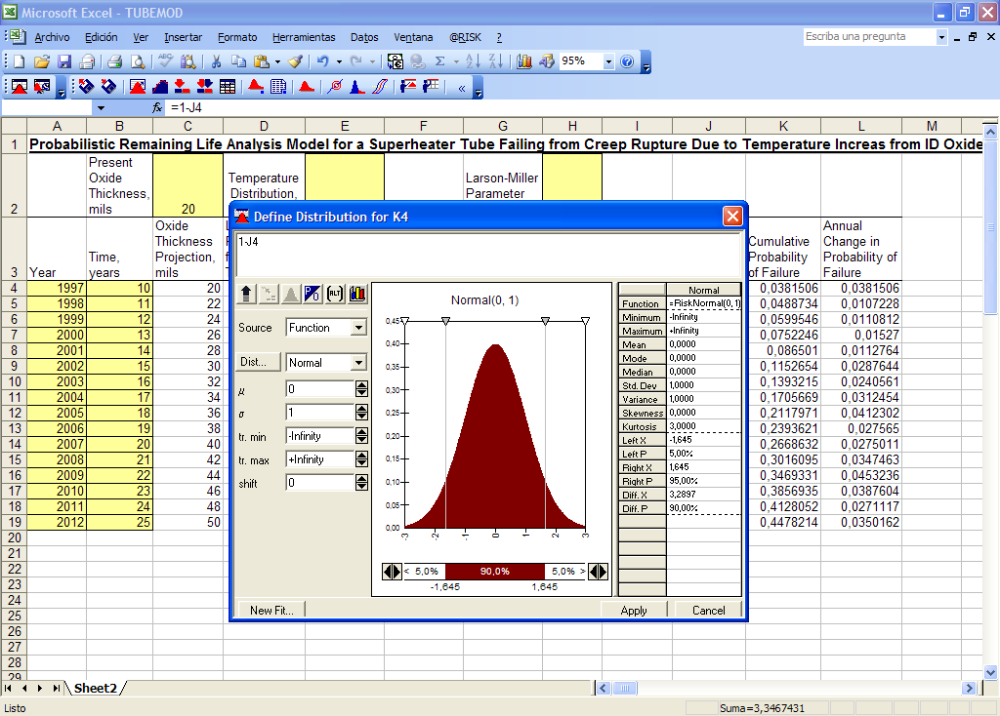 Microsoft Excel - TUBEMOD
Archivo Edición Ver Insertar Formato Herramientas Datos Ventana @RISK ?
Escriba una pregunta
95%
fx =1-J4
A B C D E F G H I J K L M
1 Probabilistic Remaining Life Analysis Model for a Superheater Tube Failing from Creep Rupture Due to Temperature Increas from ID Oxide
Present
Oxide
Thickness, Temperature Larson-Miller
mils Distribution, Parameter
2 20
Oxide Annual
Thickness Cumulative Change in
Time, Projection, Probability Probability of
3 Year years mils of Failure Failure
4 1997 10 20 0,0381506 0,0381506
5 1998 11 22 0,0488734 0,0107228
6 1999 12 24 0,0599546 0,0110812
7 2000 13 26 0,0752246 0,01527
8 2001 14 28 0,086501 0,0112764
9 2002 15 30 0,1152654 0,0287644
10 2003 16 32 0,1393215 0,0240561
11 2004 17 34 0,1705669 0,0312454
12 2005 18 36 0,2117971 0,0412302
13 2006 19 38 0,2393621 0,027565
14 2007 20 40 0,2668632 0,0275011
15 2008 21 42 0,3016095 0,0347463
16 2009 22 44 0,3469331 0,0453236
17 2010 23 46 0,3856935 0,0387604
18 2011 24 48 0,4128052 0,0271117
19 2012 25 50 0,4478214 0,0350162
20
21
22
23
24
25
26
27
28
29
Define Distribution for K4
1-J4
Source Function
Dist... Normal
μ 0
σ 1
tr. min -Infinity
tr. max +Infinity
shift 0
Normal(0, 1)
0,45
0,40
0,35
0,30
0,25
0,20
0,15
0,10
0,05
0,00
-3 -2 -1 0 1 2 3
< 5,0% 90,0% 5,0% >
-1,645 1,645
Normal
Function =RiskNormal(0, 1)
Minimum -Infinity
Maximum +Infinity
Mean 0,0000
Mode 0,0000
Median 0,0000
Std. Dev 1,0000
Variance 1,0000
Skewness 0,0000
Kurtosis 3,0000
Left X -1,645
Left P 5,00%
Right X 1,645
Right P 95,00%
Diff. X 3,2897
Diff. P 90,00%
New Fit... Apply Cancel
Sheet2
Listo Suma=3,3467431